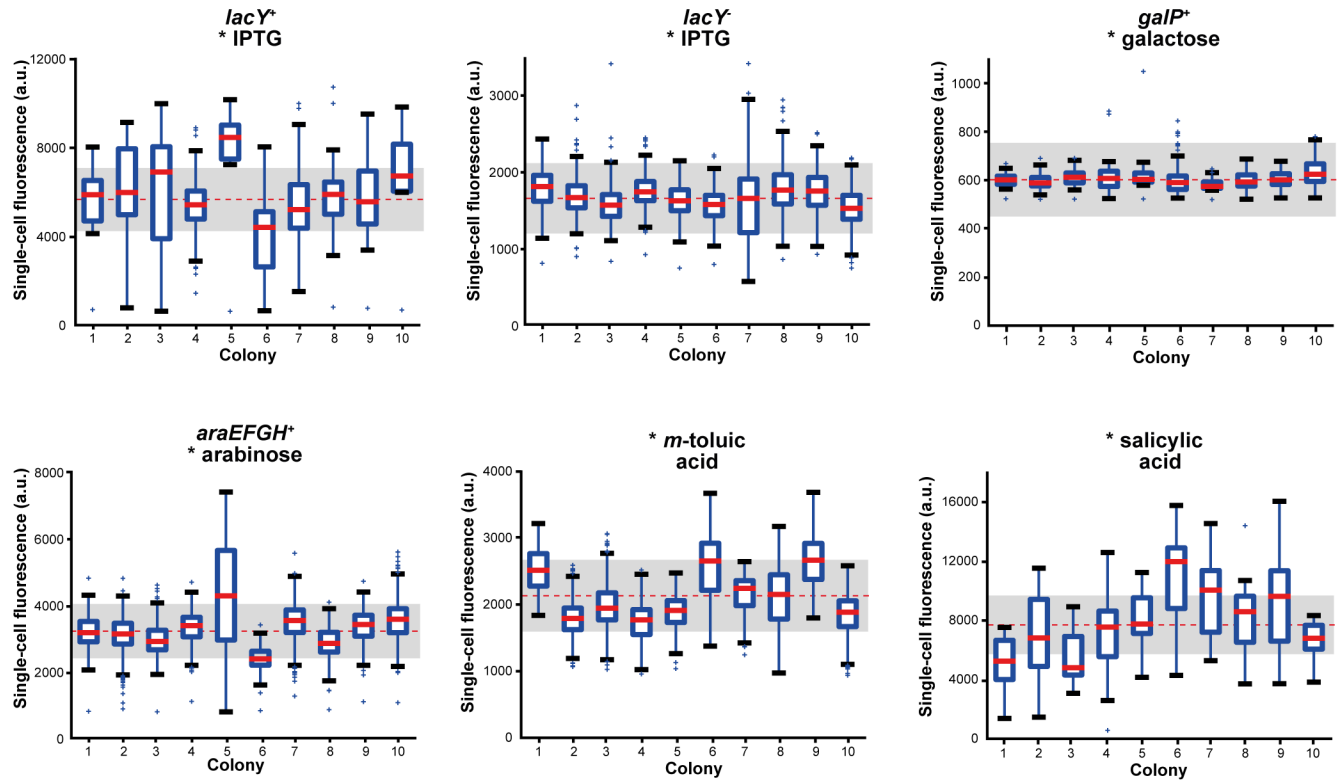 lacY+
* IPTG
Single-cell fluorescence (a.u.)
12000
8000
4000
0
1 2 3 4 5 6 7 8 9 10
Colony
lacY-
* IPTG
Single-cell fluorescence (a.u.)
3000
2000
1000
0
1 2 3 4 5 6 7 8 9 10
Colony
galP+
* galactose
Single-cell fluorescence (a.u.)
1000
800
600
400
200
0
1 2 3 4 5 6 7 8 9 10
Colony
araEFGH+
* arabinose
Single-cell fluorescence (a.u.)
8000
6000
4000
2000
0
1 2 3 4 5 6 7 8 9 10
Colony
* m-toluic
acid
Single-cell fluorescence (a.u.)
4000
3000
2000
1000
0
1 2 3 4 5 6 7 8 9 10
Colony
* salicylic
acid
Single-cell fluorescence (a.u.)
16000
12000
8000
4000
0
1 2 3 4 5 6 7 8 9 10
Colony